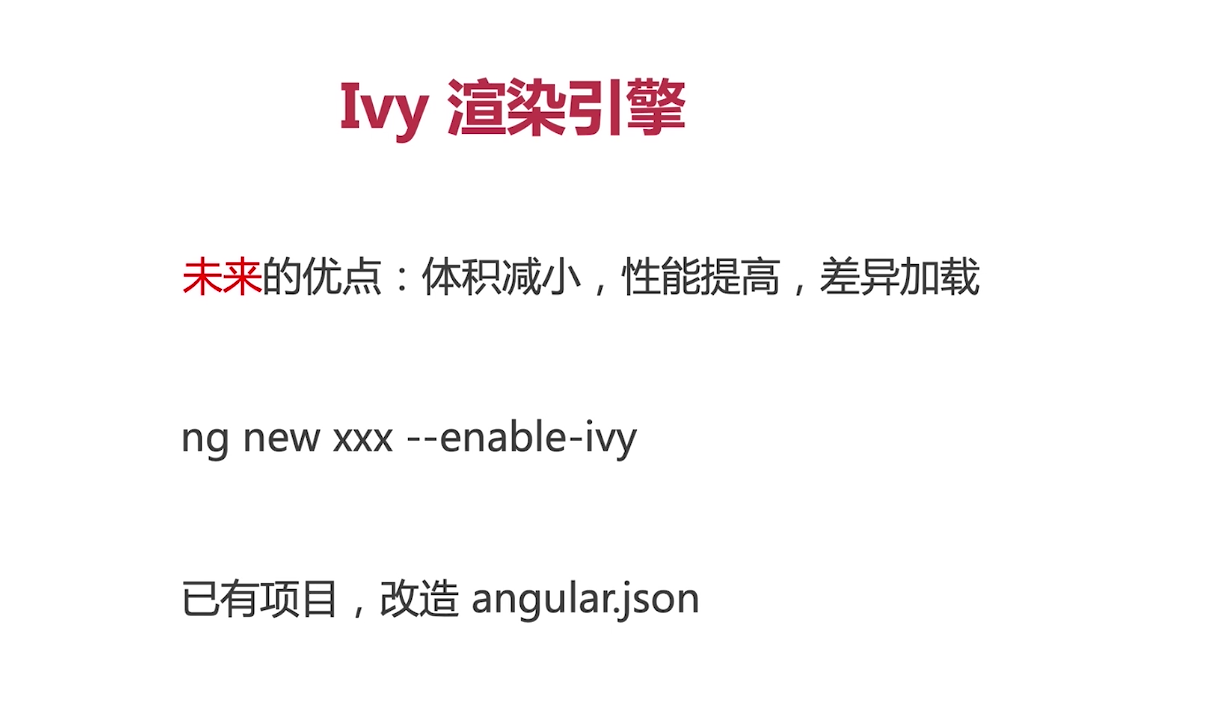 Ivy 渲染引擎
未来的优点：体积减小，性能提高，差异加载
ng new xxx --enable-ivy
已有项目，改造 angular.json